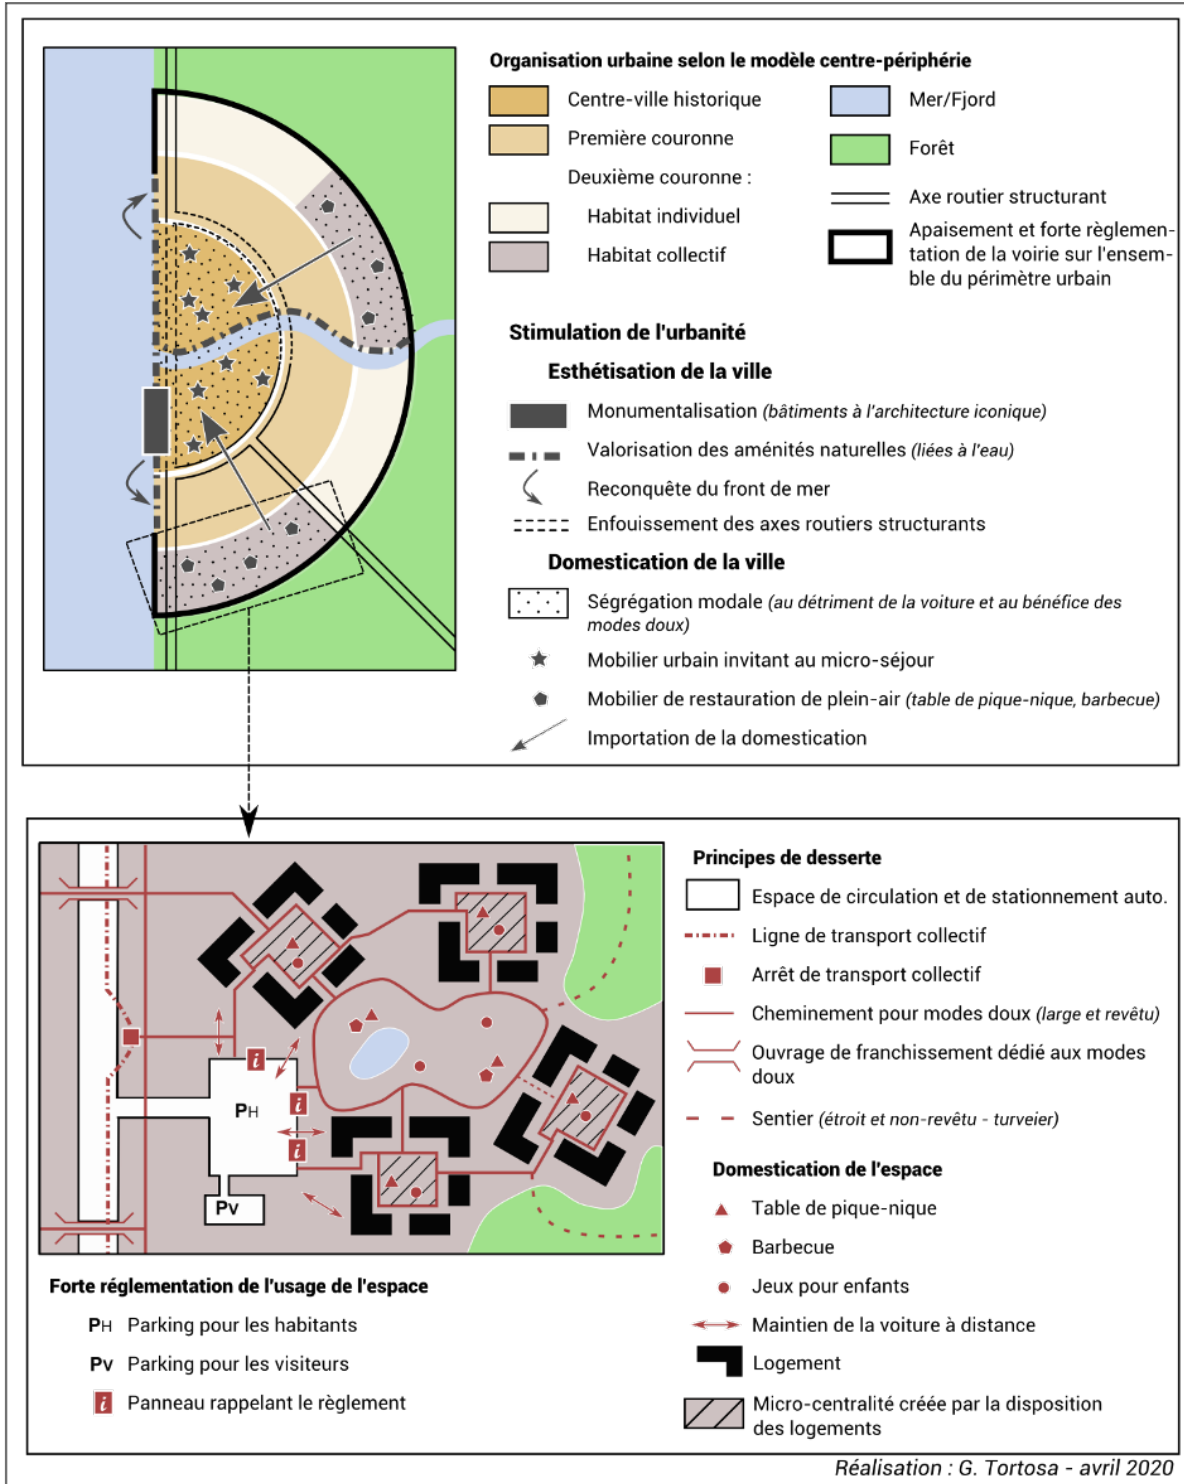 Organisation urbaine selon le modèle centre-périphérie
Centre-ville historique
Première couronne
Deuxième couronne :
Habitat individuel
Habitat collectif
Mer/Fjord
Forêt
Axe routier structurant
Apaisement et forte règlemen-
tation de la voirie sur l'ensem-
ble du périmètre urbain
Stimulation de l'urbanité
Esthétisation de la ville
Monumentalisation (bâtiments à l'architecture iconique)
Valorisation des aménités naturelles (liées à l'eau)
Reconquête du front de mer
Enfouissement des axes routiers structurants
Domestication de la ville
Ségrégation modale (au détriment de la voiture et au bénéfice des
modes doux)
Mobilier urbain invitant au micro-séjour
Mobilier de restauration de plein-air (table de pique-nique, barbecue)
Importation de la domestication
i
PH
i
i
PV
Principes de desserte
Espace de circulation et de stationnement auto.
Ligne de transport collectif
Arrêt de transport collectif
Cheminement pour modes doux (large et revêtu)
Ouvrage de franchissement dédié aux modes
doux
Sentier (étroit et non-revêtu - turveier)
Domestication de l'espace
Table de pique-nique
Barbecue
Jeux pour enfants
Maintien de la voiture à distance
Logement
Micro-centralité créée par la disposition
des logements
Forte réglementation de l'usage de l'espace
PH Parking pour les habitants
PV Parking pour les visiteurs
i Panneau rappelant le règlement
Réalisation : G. Tortosa - avril 2020